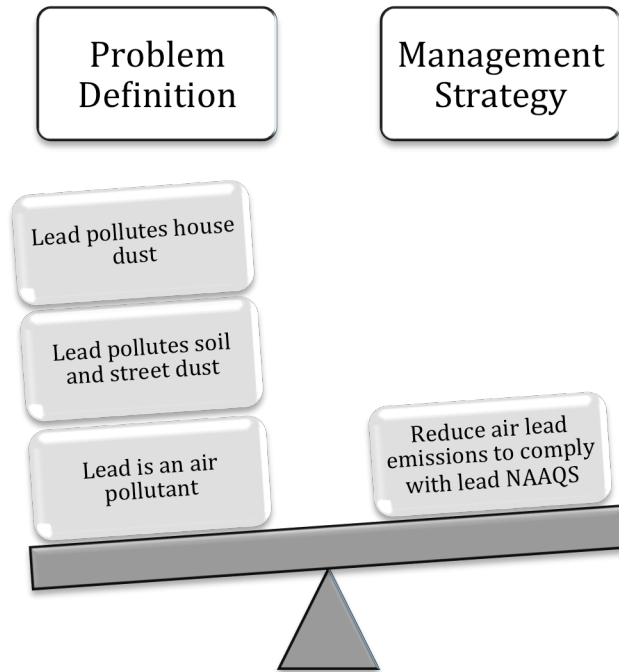 Problem
Definition
Management
Strategy
Lead pollutes house
dust
Lead pollutes soil
and street dust
Lead is an air
pollutant
Reduce air lead
emissions to comply
with lead NAAQS